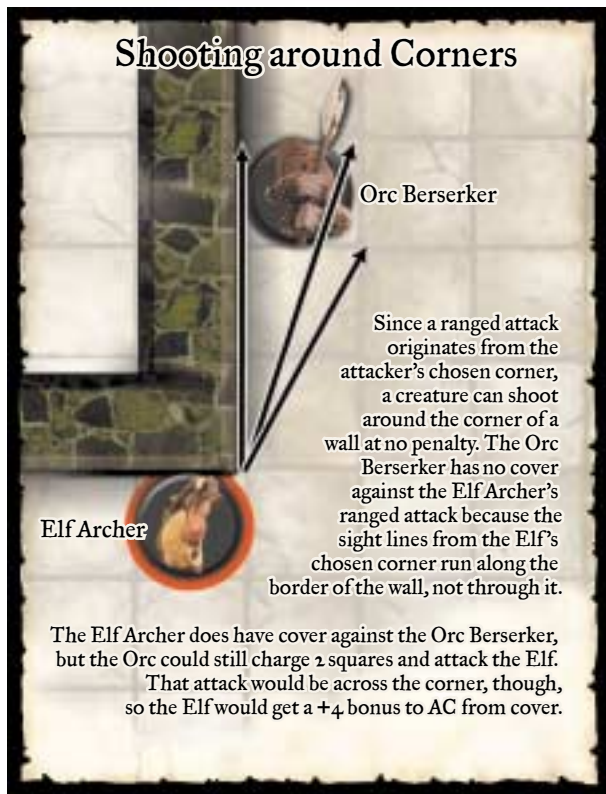 Shooting around Corners
Orc Berserker
Since a ranged attack
originates from the
attacker's chosen corner,
a creature can shoot
around the corner of a
wall at no penalty. The Orc
Berserker has no cover
against the Elf Archer's
ranged attack because the
sight lines from the Elf's
chosen corner run along the
border of the wall, not through it.
Elf Archer
The Elf Archer does have cover against the Orc Berserker,
but the Orc could still charge 2 squares and attack the Elf.
That attack would be across the corner, though,
so the Elf would get a +4 bonus to AC from cover.